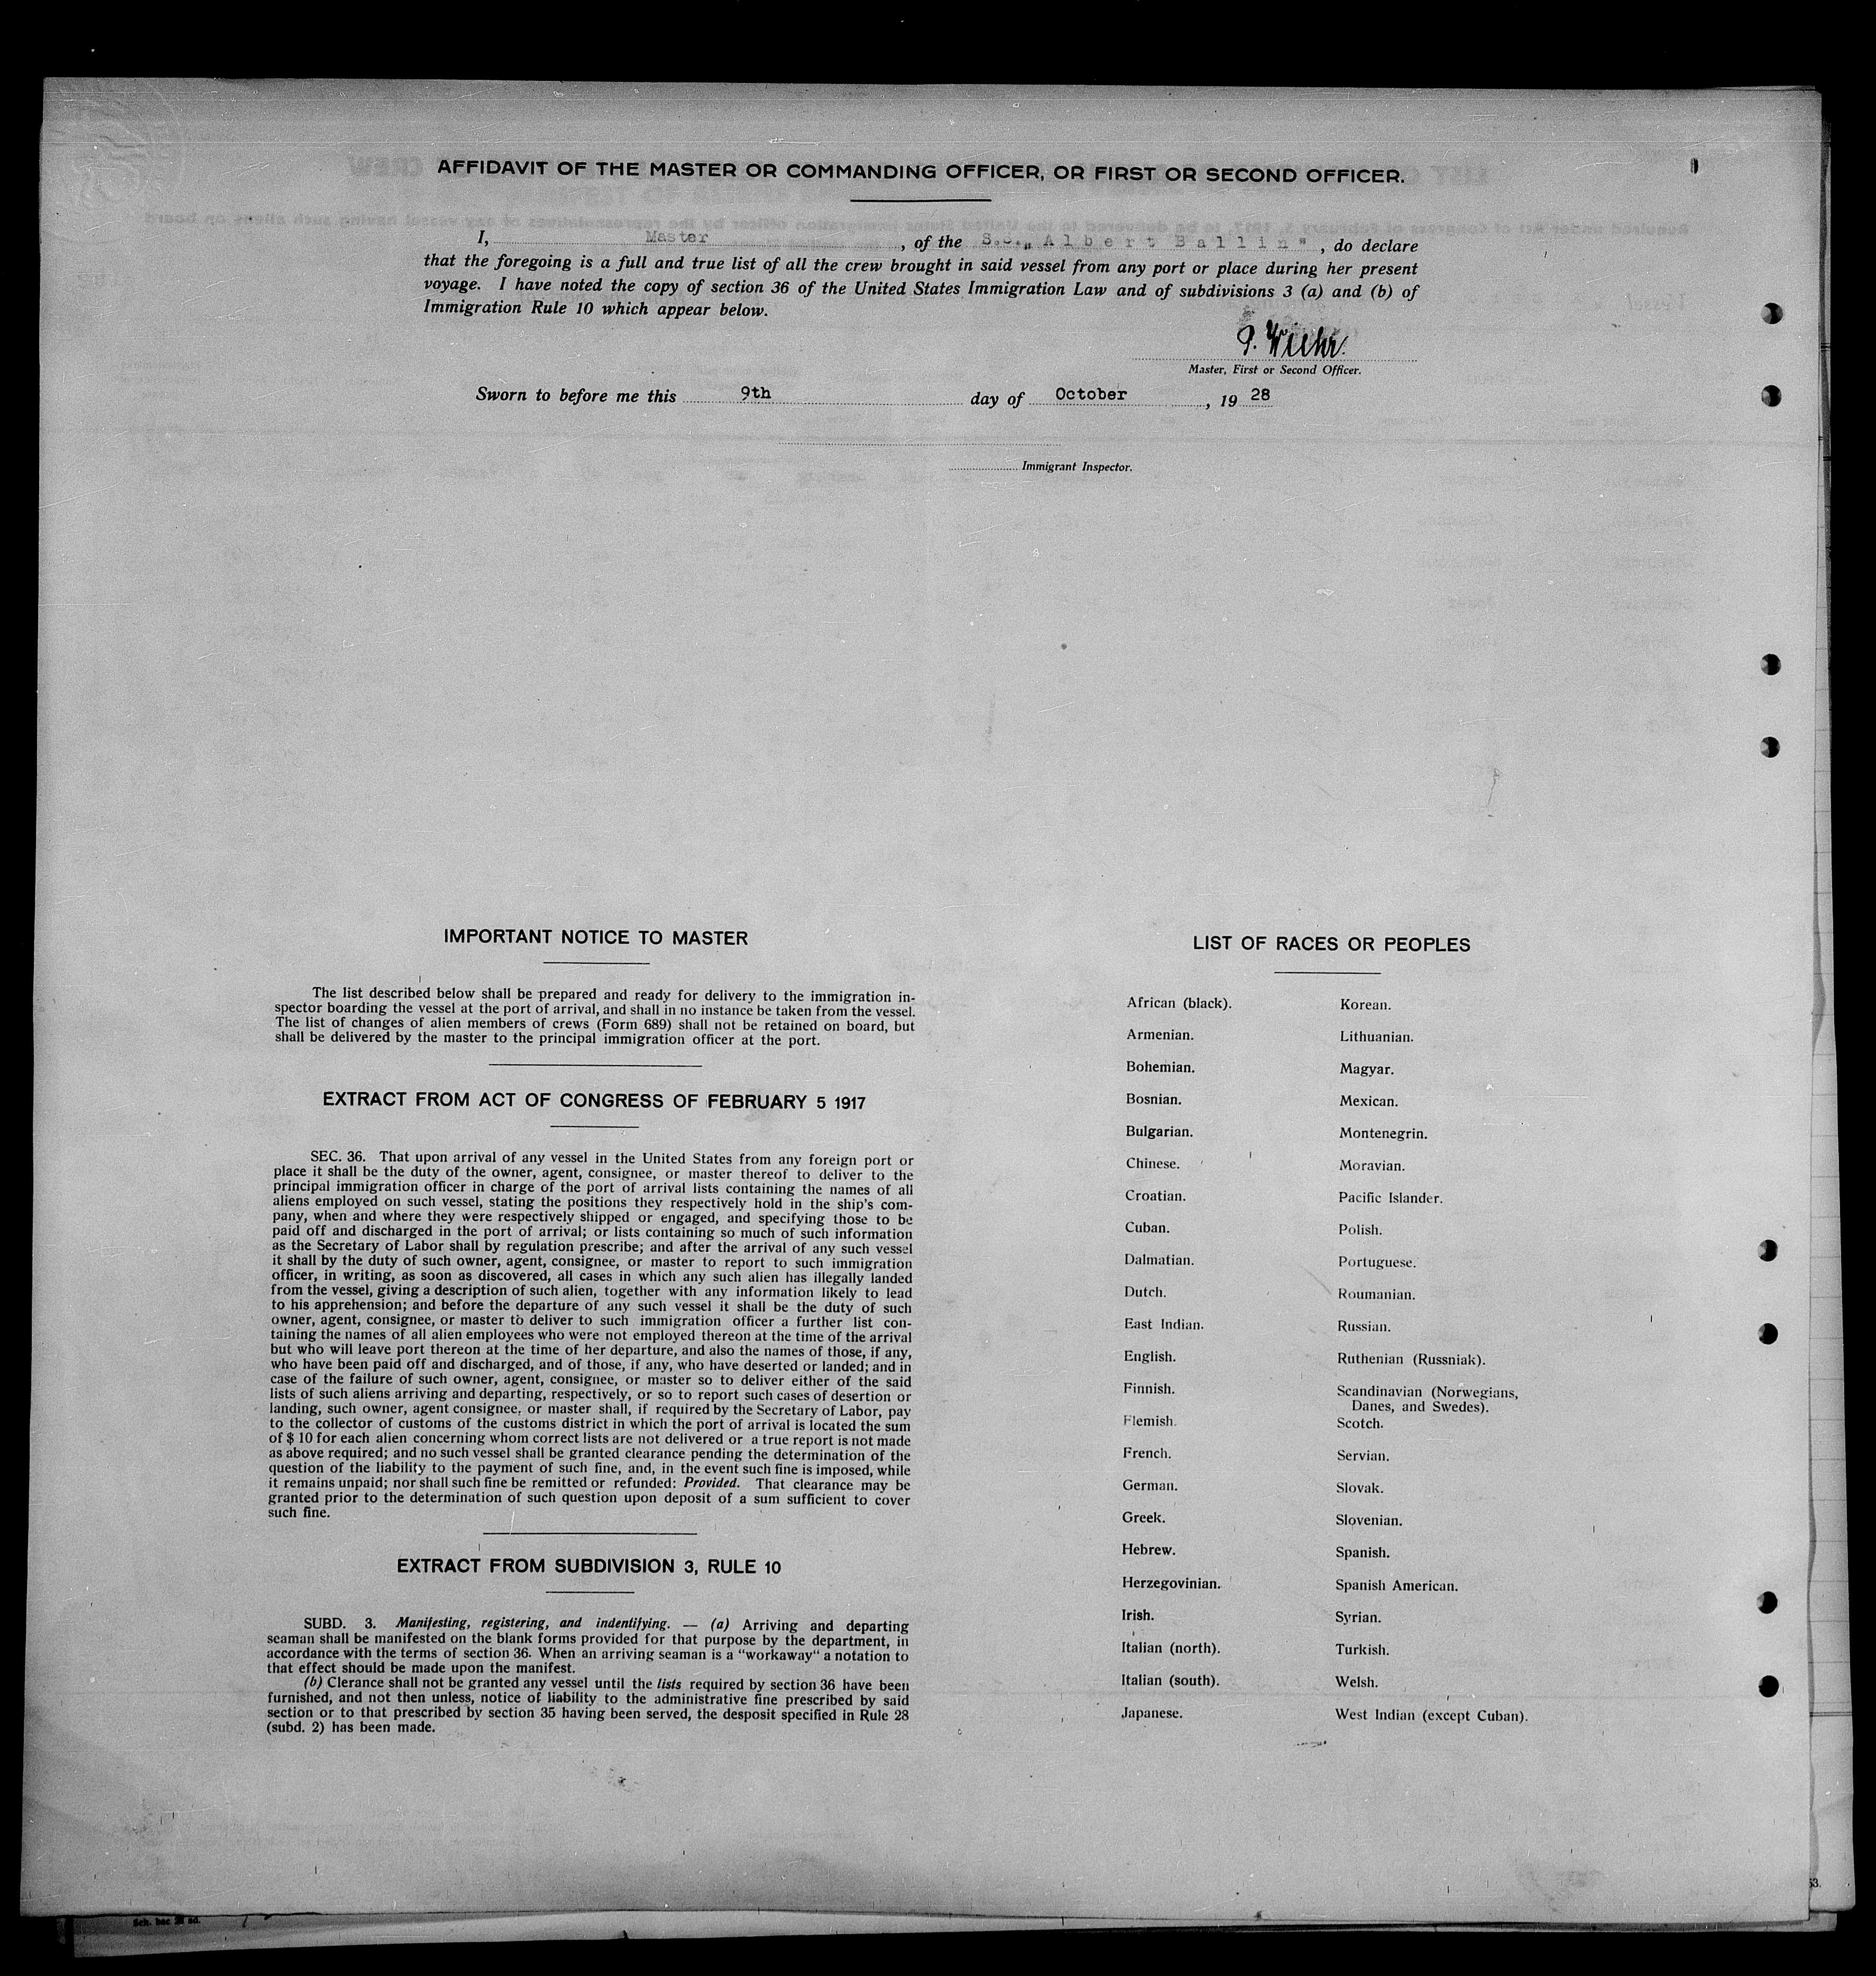 AFFIDAVIT OF THE MASTER OR COMMANDING OFFICER, OR FIRST OR SECOND OFFICER.
I, Master, of the S.S. „Albert Ballin", do declare
that the foregoing is a full and true list of all the crew brought in said vessel from any port or place during her present
voyage. I have noted the copy of section 36 of the United States Immigration Law and of subdivisions 3 (a) and (b) of
Immigration Rule 10 which appear below.
Master, First or Second Officer.
Sworn to before me this 9th day of October, 19 28
Immigrant Inspector.
IMPORTANT NOTICE TO MASTER
The list described below shall be prepared and ready for delivery to the immigration in-
spector boarding the vessel at the port of arrival, and shall in no instance be taken from the vessel.
The list of changes of alien members of crews (Form 689) shall not be retained on board, but
shall be delivered by the master to the principal immigration officer at the port.
EXTRACT FROM ACT OF CONGRESS OF FEBRUARY 5 1917
SEC. 36. That upon arrival of any vessel in the United States from any foreign port or
place it shall be the duty of the owner, agent, consignee, or master thereof to deliver to the
principal immigration officer in charge of the port of arrival lists containing the names of all
aliens employed on such vessel, stating the positions they respectively hold in the ship's com-
pany, when and where they were respectively shipped or engaged, and specifying those to be
paid off and discharged in the port of arrival; or lists containing so much of such information
as the Secretary of Labor shall by regulation prescribe; and after the arrival of any such vessel
it shall by the duty of such owner, agent, consignee, or master to report to such immigration
officer, in writing, as soon as discovered, all cases in which any such alien has illegally landed
from the vessel, giving a description of such alien, together with any information likely to lead
to his apprehension; and before the departure of any such vessel it shall be the duty of such
owner, agent, consignee, or master to deliver to such immigration officer a further list con-
taining the names of all alien employees who were not employed thereon at the time of the arrival
but who will leave port thereon at the time of her departure, and also the names of those, if any,
who have been paid off and discharged, and of those, if any, who have deserted or landed; and in
case of the failure of such owner, agent, consignee, or master so to deliver either of the said
lists of such aliens arriving and departing, respectively, or so to report such cases of desertion or
landing, such owner, agent consignee, or master shall, if required by the Secretary of Labor, pay
to the collector of customs of the customs district in which the port of arrival is located the sum
of $ 10 for each alien concerning whom correct lists are not delivered or a true report is not made
as above required; and no such vessel shall be granted clearance pending the determination of the
question of the liability to the payment of such fine, and, in the event such fine is imposed, while
it remains unpaid; nor shall such fine be remitted or refunded: Provided. That clearance may be
granted prior to the determination of such question upon deposit of a sum sufficient to cover
such fine.
EXTRACT FROM SUBDIVISION 3, RULE 10
SUBD. 3. Manifesting, registering, and indentifying. — (a) Arriving and departing
seaman shall be manifested on the blank forms provided for that purpose by the department, in
accordance with the terms of section 36. When an arriving seaman is a "workaway" a notation to
that effect should be made upon the manifest.
(b) Clerance shall not be granted any vessel until the lists required by section 36 have been
furnished, and not then unless, notice of liability to the administrative fine prescribed by said
section or to that prescribed by section 35 having been served, the desposit specified in Rule 28
(subd. 2) has been made.
LIST OF RACES OR PEOPLES
African (black).
Armenian.
Bohemian.
Bosnian.
Bulgarian.
Chinese.
Croatian.
Cuban.
Dalmatian.
Dutch.
East Indian.
English.
Finnish.
Flemish.
French.
German.
Greek.
Hebrew.
Herzegovinian.
Irish.
Italian (north).
Italian (south).
Japanese.
Korean.
Lithuanian.
Magyar.
Mexican.
Montenegrin.
Moravian.
Pacific Islander.
Polish.
Portuguese.
Roumanian.
Russian.
Ruthenian (Russniak).
Scandinavian (Norwegians,
Danes, and Swedes).
Scotch.
Servian.
Slovak.
Slovenian.
Spanish.
Spanish American.
Syrian.
Turkish.
Welsh.
West Indian (except Cuban).